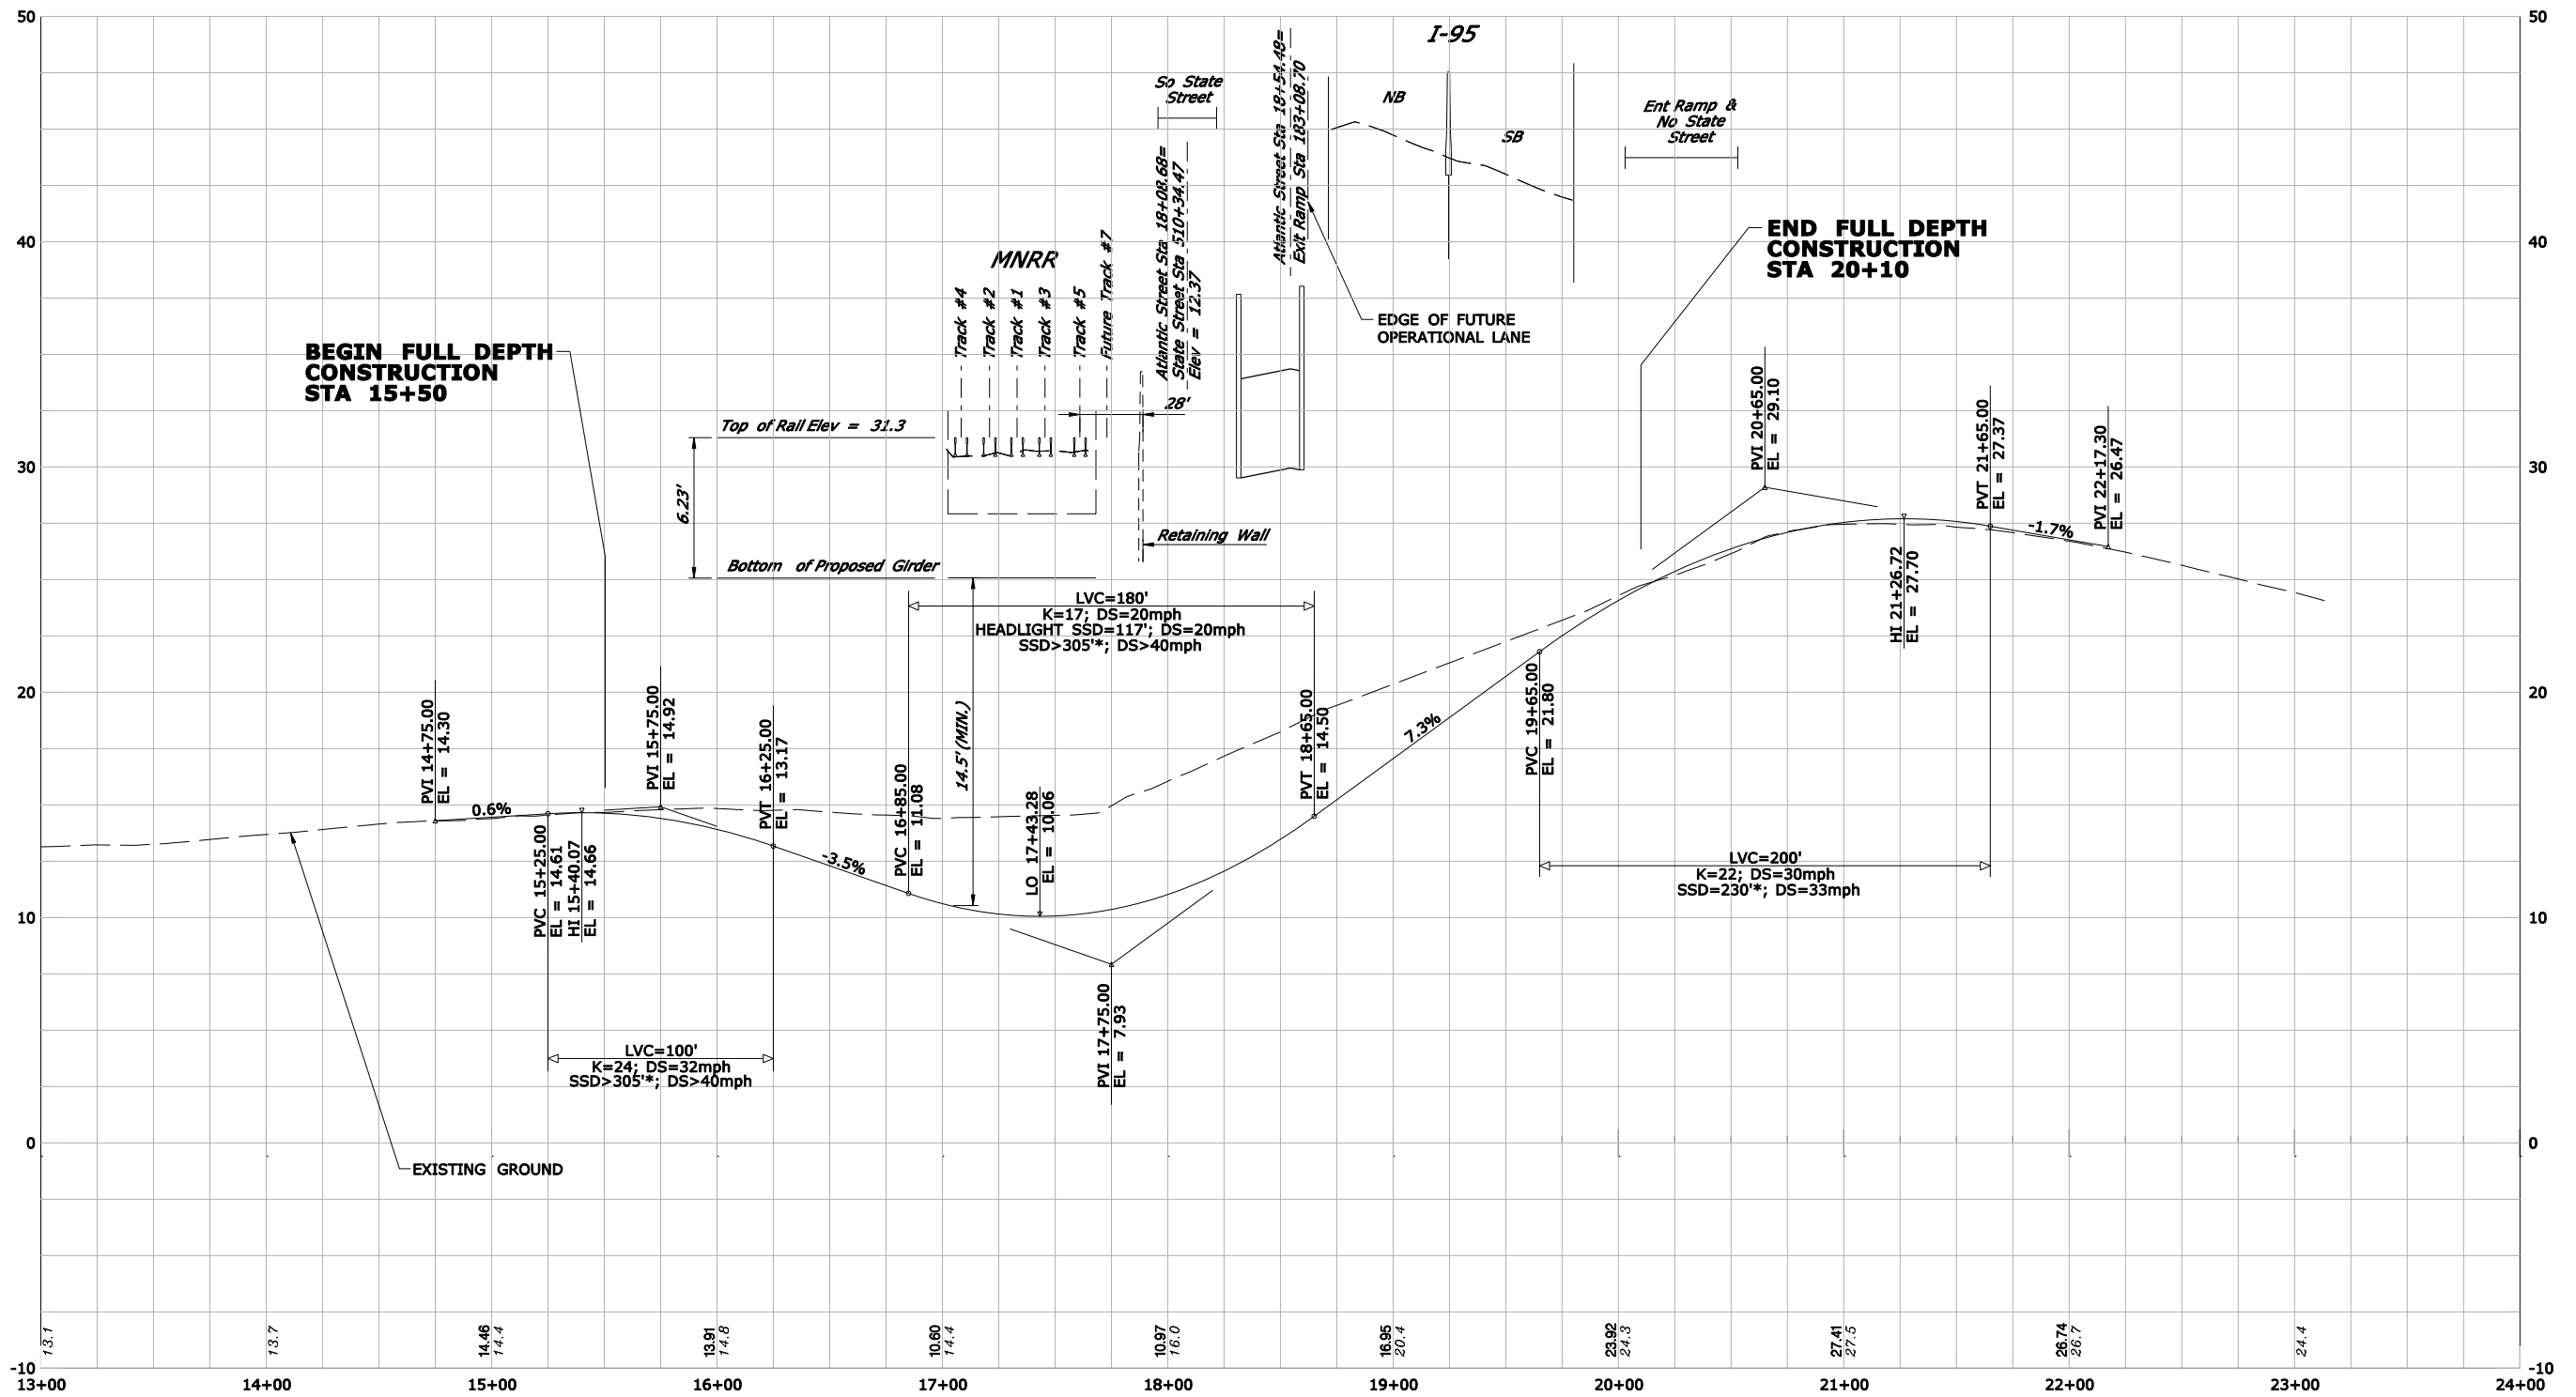 50
50
I-95
So State
Street
Atlantic Street Sta 18+54.48=
Exit Ramp Sta 183+08.70
NB
SB
Ent Ramp &
No State
Street
Atlantic Street Sta 18+08.68=
State Street Sta 510+34.47
Elev = 12.37
40
40
END FULL DEPTH
CONSTRUCTION
STA 20+10
MNRR
Track #4
Track #2
Track #1
Track #3
Track #5
Future Track #7
EDGE OF FUTURE
OPERATIONAL LANE
BEGIN FULL DEPTH
CONSTRUCTION
STA 15+50
28'
Top of Rail Elev = 31.3
6.23'
PVI 20+65.00
EL = 29.10
PVT 21+65.00
EL = 27.37
PVI 22+17.30
EL = 26.47
-1.7%
30
30
Retaining Wall
Bottom of Proposed Girder
HI 21+26.72
EL = 27.70
LVC=180'
K=17; DS=20mph
HEADLIGHT SSD=117'; DS=20mph
SSD>305'*; DS>40mph
20
20
PVI 14+75.00
EL = 14.30
0.6%
PVI 15+75.00
EL = 14.92
PVT 16+25.00
EL = 13.17
14.5' (MIN.)
PVT 18+65.00
EL = 14.50
7.3%
PVC 19+65.00
EL = 21.80
PVC 15+25.00
EL = 14.61
HI 15+40.07
EL = 14.66
-3.5%
PVC 16+85.00
EL = 11.08
LO 17+43.28
EL = 10.06
LVC=200'
K=22; DS=30mph
SSD=230'*; DS=33mph
10
10
PVI 17+75.00
EL = 7.93
LVC=100'
K=24; DS=32mph
SSD>305'*; DS>40mph
0
0
EXISTING GROUND
13.1
13.7
14.46
14.4
13.91
14.8
10.60
14.4
10.97
16.0
16.95
20.4
23.92
24.3
27.41
27.5
26.74
26.7
24.4
-10
-10
13+00
14+00
15+00
16+00
17+00
18+00
19+00
20+00
21+00
22+00
23+00
24+00